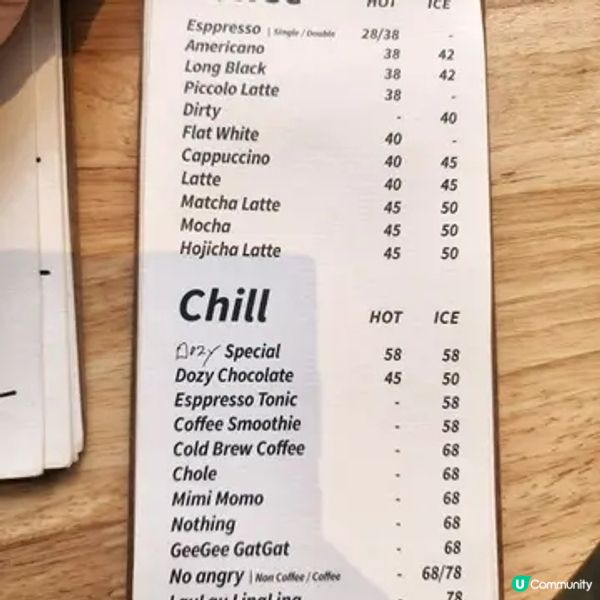 HOT ICE
Esppresso | Single / Double 28/38 -
Americano 38 42
Long Black 38 42
Piccolo Latte 38 -
Dirty - 40
Flat White 40 -
Cappuccino 40 45
Latte 40 45
Matcha Latte 45 50
Mocha 45 50
Hojicha Latte 45 50
Chill HOT ICE
Dozy Special 58 58
Dozy Chocolate 45 50
Esppresso Tonic - 58
Coffee Smoothie - 58
Cold Brew Coffee - 68
Chole - 68
Mimi Momo - 68
Nothing - 68
GeeGee GatGat - 68
No angry | Non Coffee / Coffee - 68/78
LauLau LingLing 78
U Community